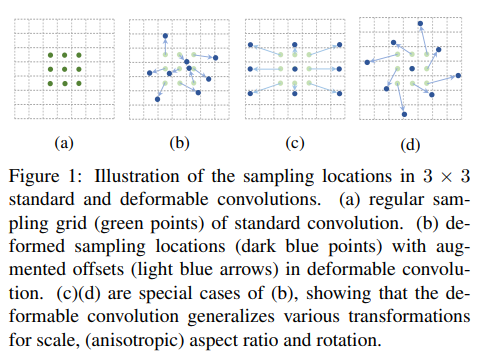 (a)
(b)
(c)
(d)
Figure 1: Illustration of the sampling locations in 3 × 3
standard and deformable convolutions. (a) regular sam-
pling grid (green points) of standard convolution. (b) de-
formed sampling locations (dark blue points) with aug-
mented offsets (light blue arrows) in deformable convolu-
tion. (c)(d) are special cases of (b), showing that the de-
formable convolution generalizes various transformations
for scale, (anisotropic) aspect ratio and rotation.